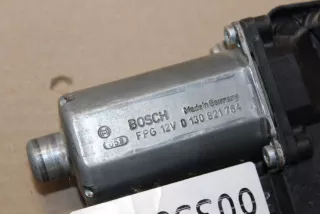 BOSCH Made in Germany
FPG 12V 0 130 821 764